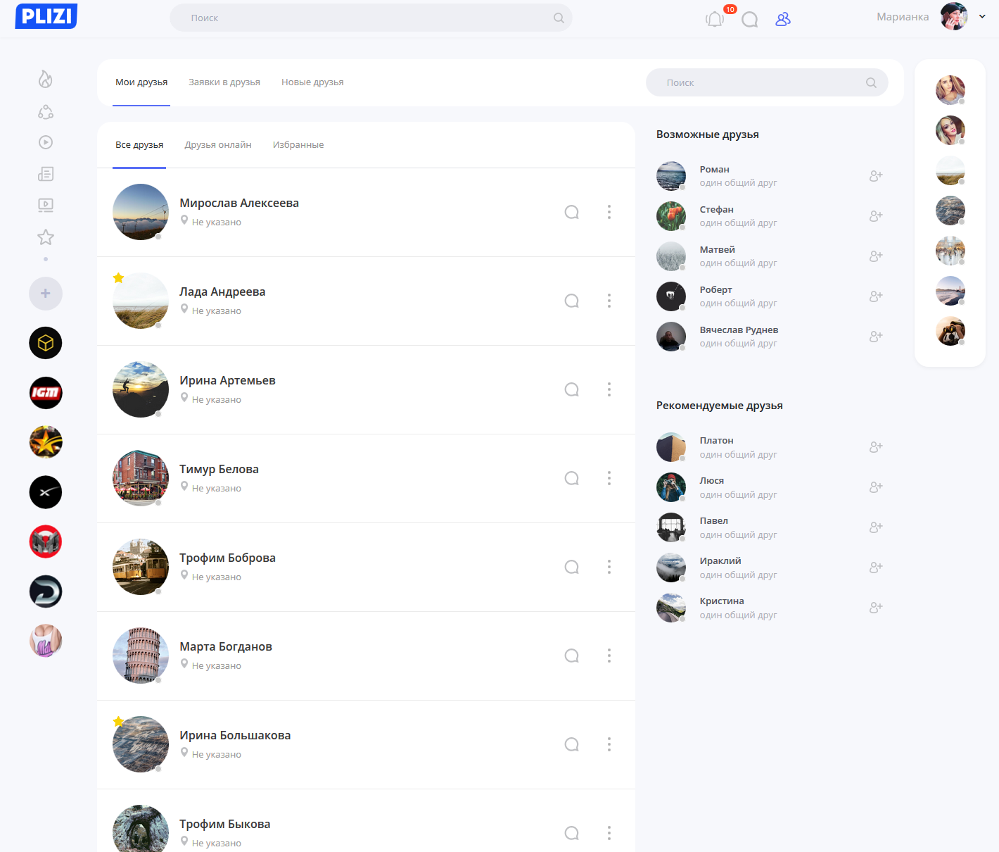 PLIZI
Поиск
10
Марианка
Мои друзья
Заявки в друзья
Новые друзья
Поиск
Все друзья
Друзья онлайн
Избранные
Мирослав Алексеева
Не указано
Лада Андреева
Не указано
Ирина Артемьев
Не указано
Тимур Белова
Не указано
Трофим Боброва
Не указано
Марта Богданов
Не указано
Ирина Большакова
Не указано
Трофим Быкова
Не указано
Возможные друзья
Роман
один общий друг
Стефан
один общий друг
Матвей
один общий друг
Роберт
один общий друг
Вячеслав Руднев
один общий друг
Рекомендуемые друзья
Платон
один общий друг
Люся
один общий друг
Павел
один общий друг
Ираклий
один общий друг
Кристина
один общий друг
IGM